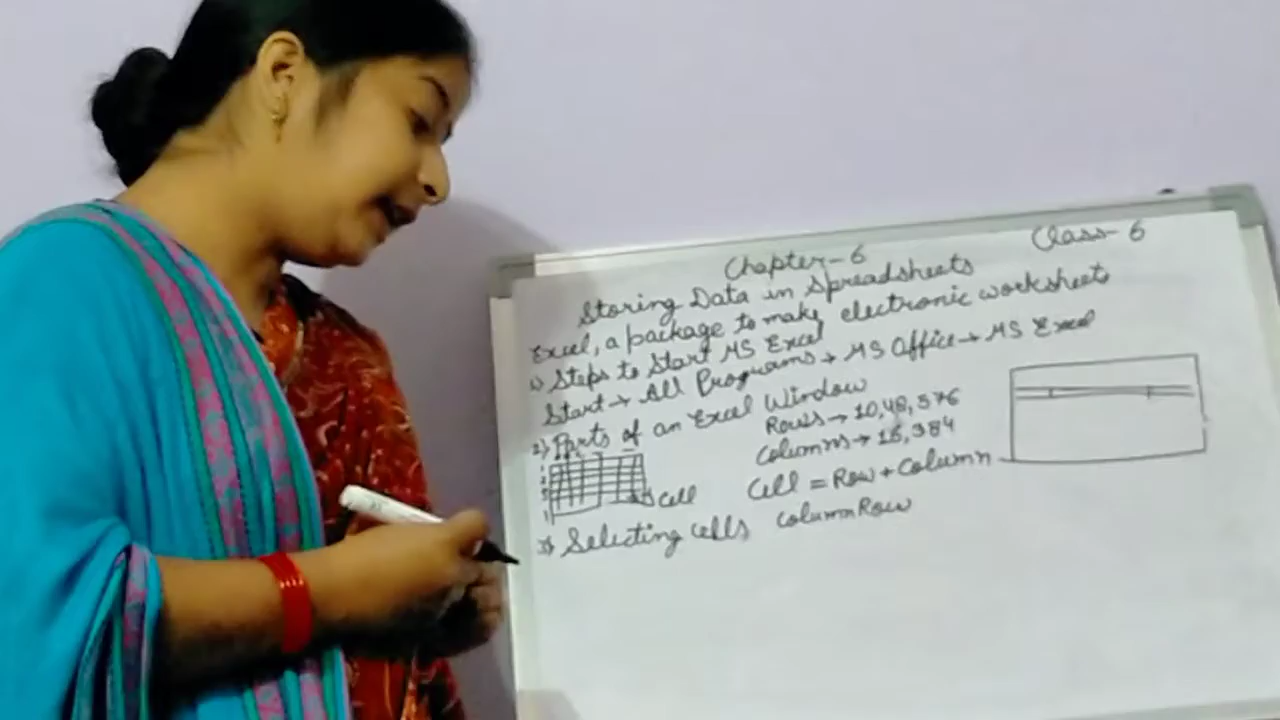 Class-6
Chapter-6
Storing Data in Spreadsheets
Excel, a package to make electronic worksheets
1) Steps to Start MS Excel
Start → All Programs → MS Office → MS Excel
2) Parts of an Excel Window
Rows → 10,48,576
Columns → 16,384
Cell
Cell = Row + Column
3) Selecting cells
ColumnRow